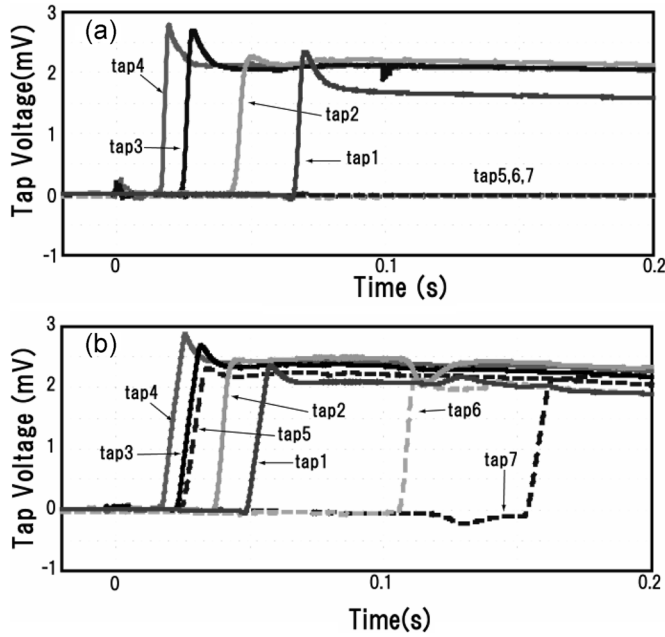 (a)
Tap Voltage(mV)
3
2
1
0
-1
tap4
tap3
tap2
tap1
tap5,6,7
0
0.1
0.2
Time (s)
(b)
Tap Voltage (mV)
3
2
1
0
-1
tap4
tap3
tap5
tap2
tap1
tap6
tap7
0
0.1
0.2
Time(s)